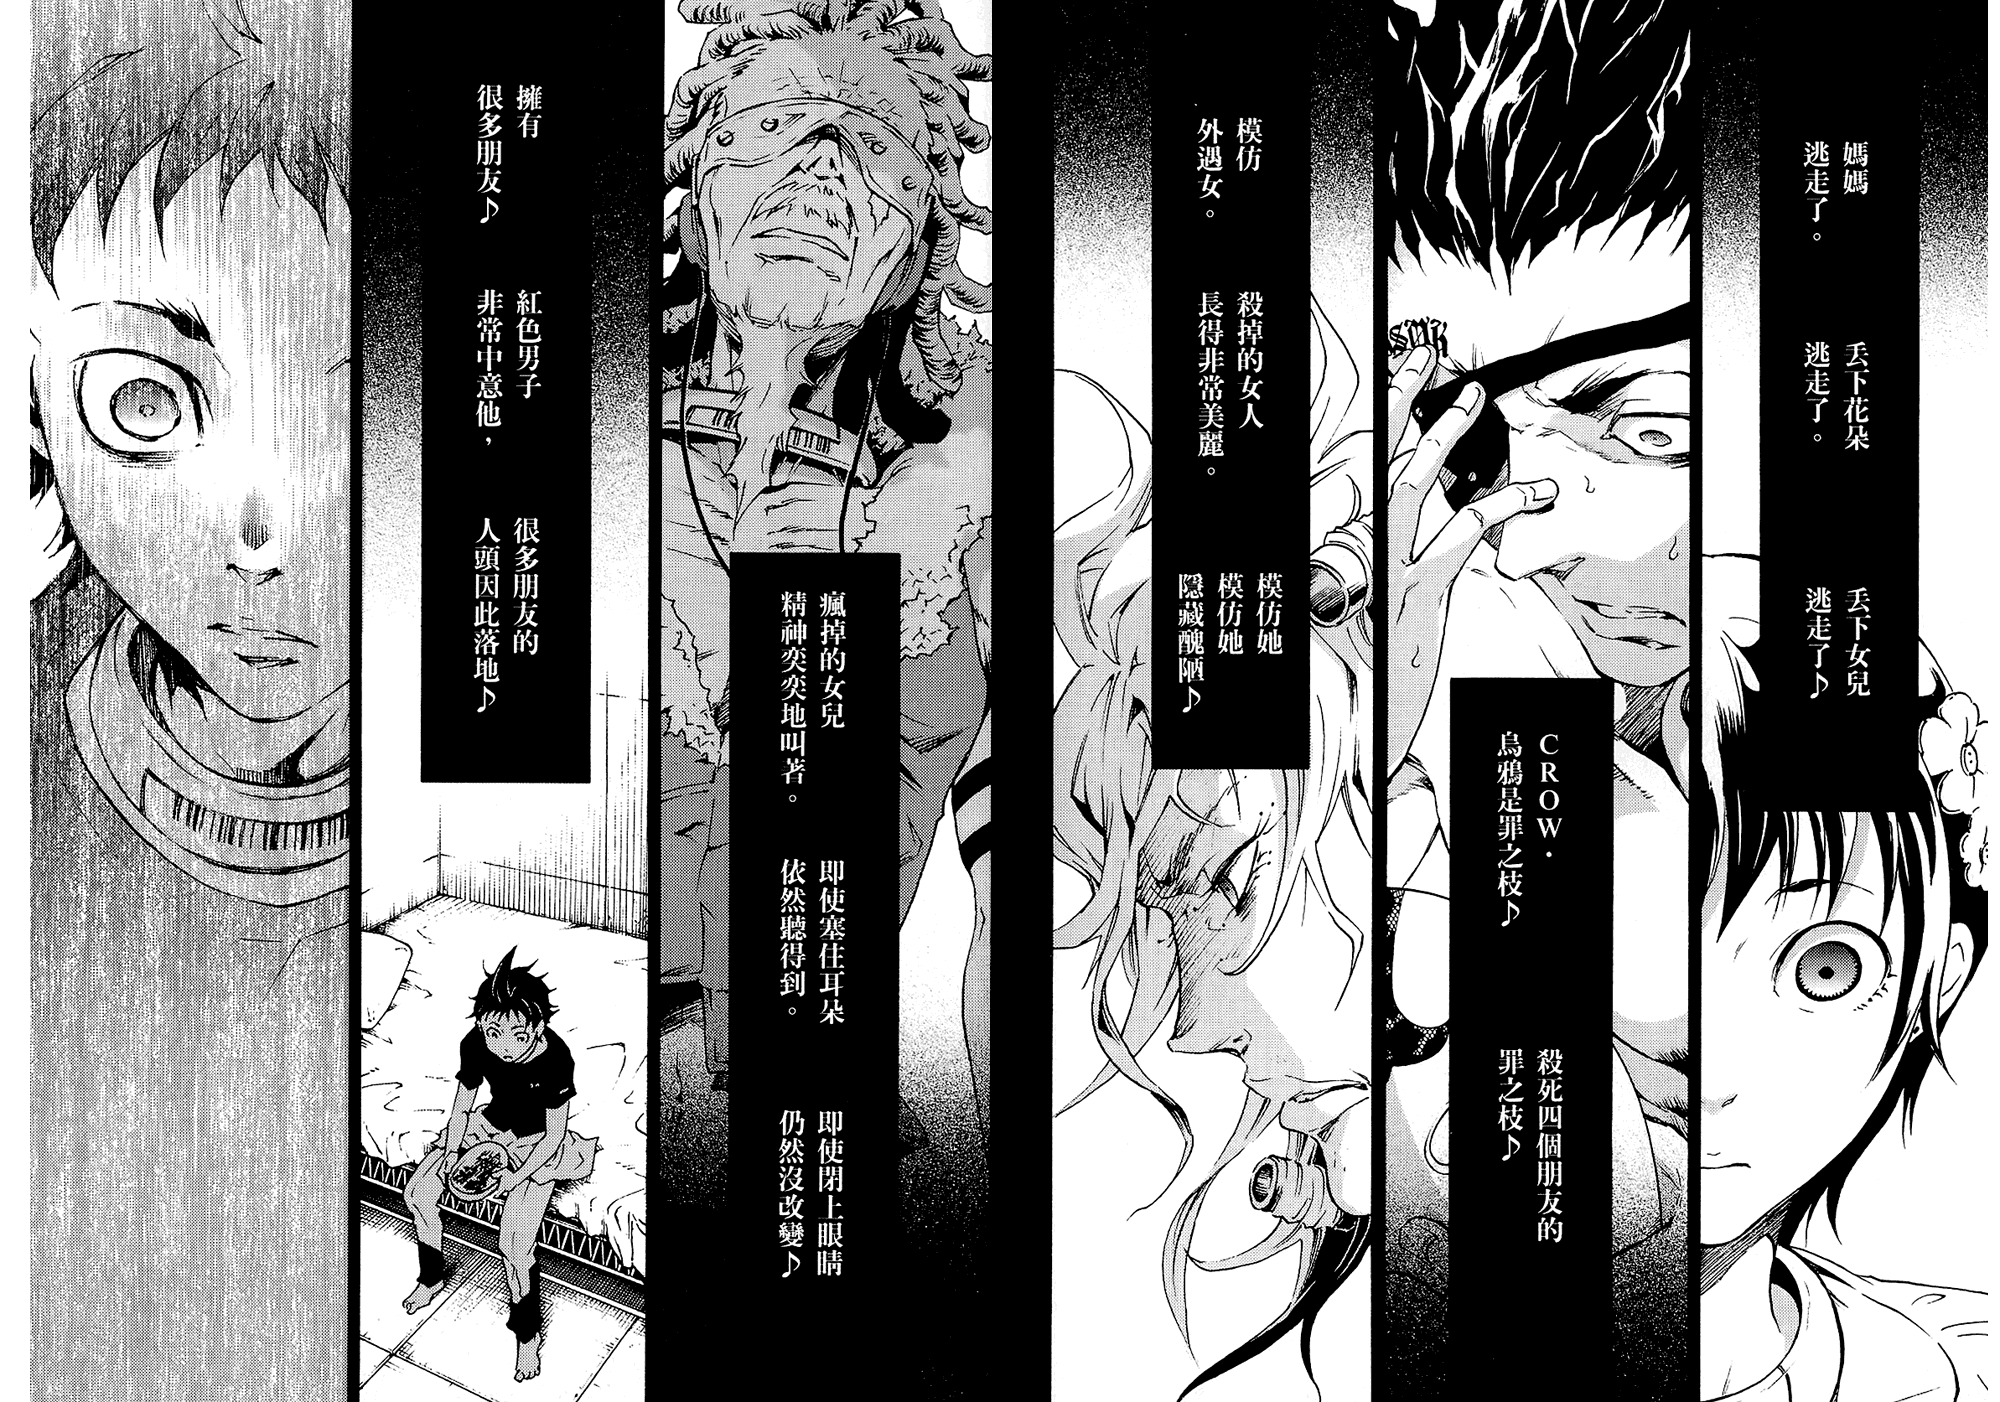 媽媽
逃走了。
丟下花朵
逃走了。
丟下女兒
逃走了♪
CROW.
烏鴉是罪之枝♪
殺死四個朋友的
罪之枝♪
模仿
外遇女。
殺掉的女人
長得非常美麗。
模仿她
模仿她
隱藏醜陋♪
瘋掉的女兒
精神奕奕地叫著。
即使塞住耳朵
依然聽得到。
即使閉上眼睛
仍然沒改變♪
擁有
很多朋友♪
紅色男子
非常中意他，
很多朋友的
人頭因此落地♪